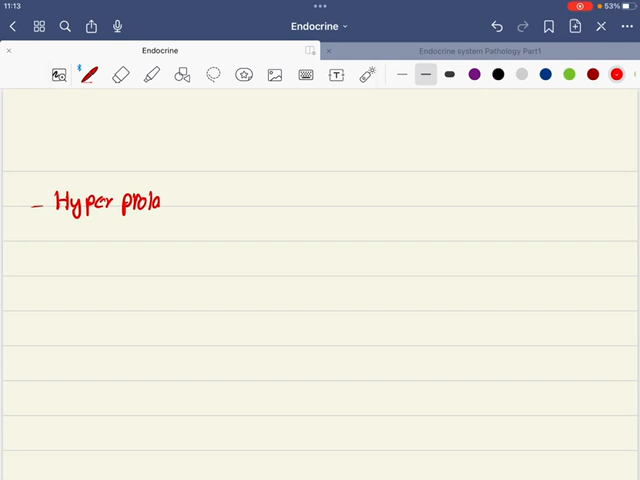 11:13
53%
Endocrine
Endocrine
Endocrine system Pathology Part1
T
- Hyper prola